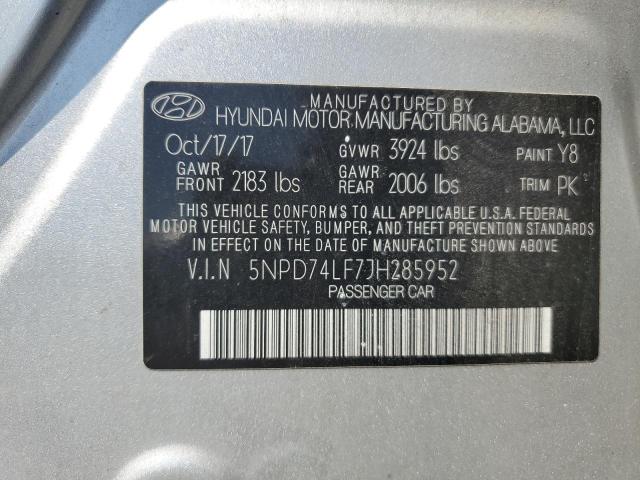 MANUFACTURED BY
HYUNDAI MOTOR MANUFACTURING ALABAMA, LLC
Oct/17/17 GVWR 3924 lbs PAINT Y8
GAWR FRONT 2183 lbs GAWR REAR 2006 lbs TRIM PK
THIS VEHICLE CONFORMS TO ALL APPLICABLE U.S.A. FEDERAL
MOTOR VEHICLE SAFETY, BUMPER, AND THEFT PREVENTION STANDARDS
IN EFFECT ON THE DATE OF MANUFACTURE SHOWN ABOVE
V.I.N 5NPD74LF7JH285952
PASSENGER CAR